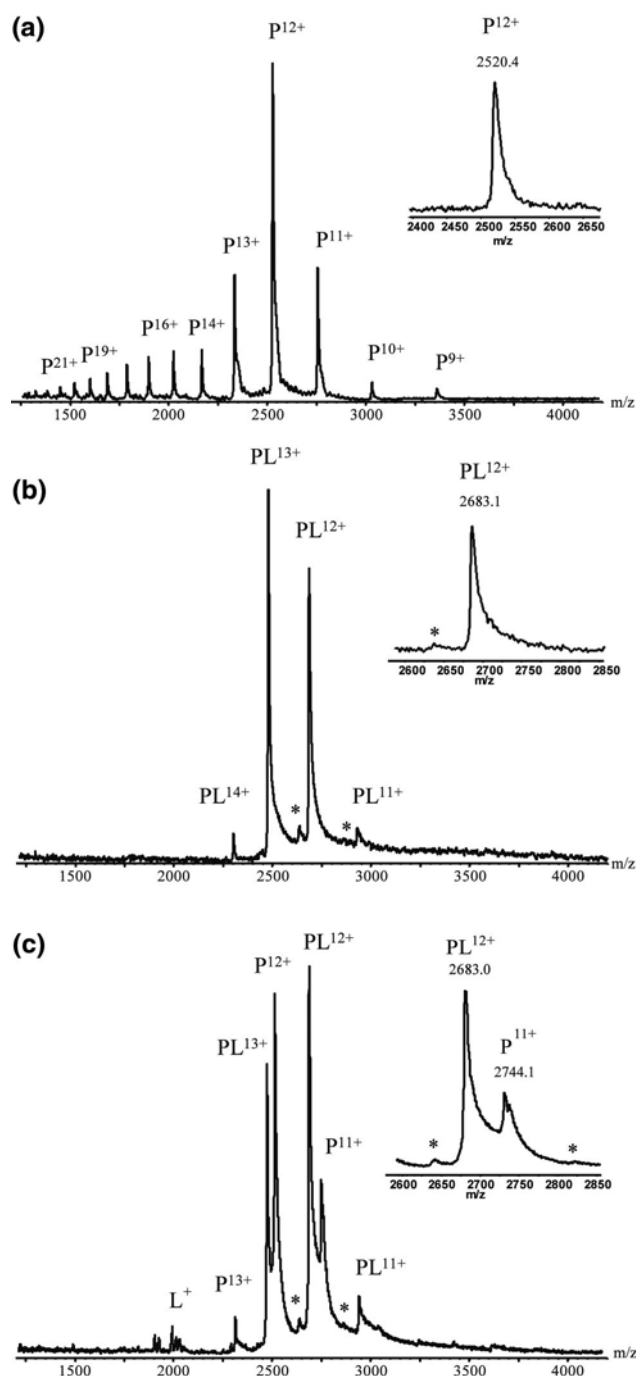 (a)
P¹²⁺
P¹²⁺
2520.4
2400 2450 2500 2550 2600 2650
m/z
P¹³⁺
P¹¹⁺
P²¹⁺ P¹⁹⁺ P¹⁶⁺ P¹⁴⁺
P¹⁰⁺ P⁹⁺
1500 2000 2500 3000 3500 4000 m/z
(b)
PL¹³⁺
PL¹²⁺
PL¹²⁺
2683.1
*
2600 2650 2700 2750 2800 2850
m/z
PL¹⁴⁺ * * PL¹¹⁺
1500 2000 2500 3000 3500 4000 m/z
(c)
PL¹²⁺
P¹²⁺
PL¹²⁺
2683.0
PL¹³⁺
P¹¹⁺
2744.1
* *
2600 2650 2700 2750 2800 2850
m/z
P¹¹⁺
L⁺ P¹³⁺ * * PL¹¹⁺
1500 2000 2500 3000 3500 4000 m/z